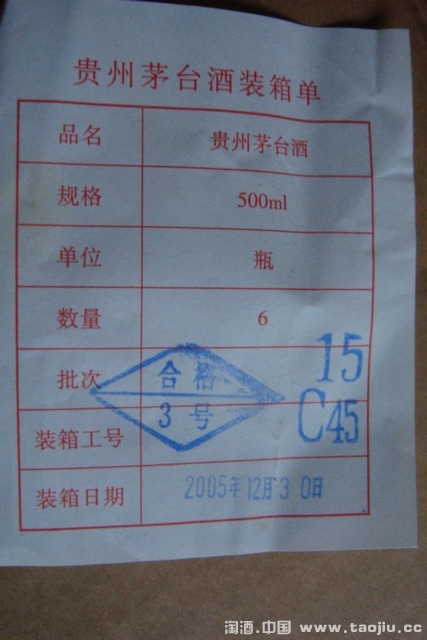 贵州茅台酒装箱单
品名 贵州茅台酒
规格 500ml
单位 瓶
数量 6
批次 15
合格
3号
C45
装箱工号
装箱日期 2005年12月30日
淘酒.中国 www.taojiu.cc